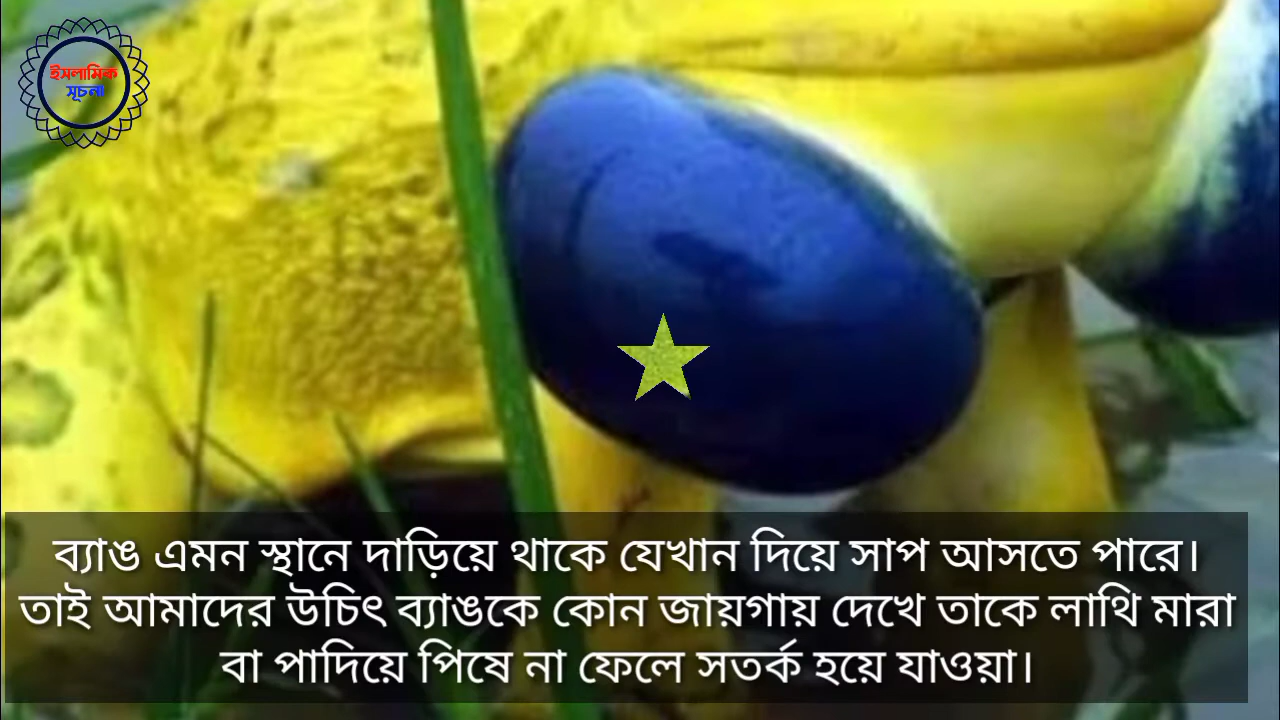 ইসলামিক
সূচনা
ব্যাঙ এমন স্থানে দাড়িয়ে থাকে যেখান দিয়ে সাপ আসতে পারে।
তাই আমাদের উচিৎ ব্যাঙকে কোন জায়গায় দেখে তাকে লাথি মারা
বা পাদিয়ে পিষে না ফেলে সতর্ক হয়ে যাওয়া।